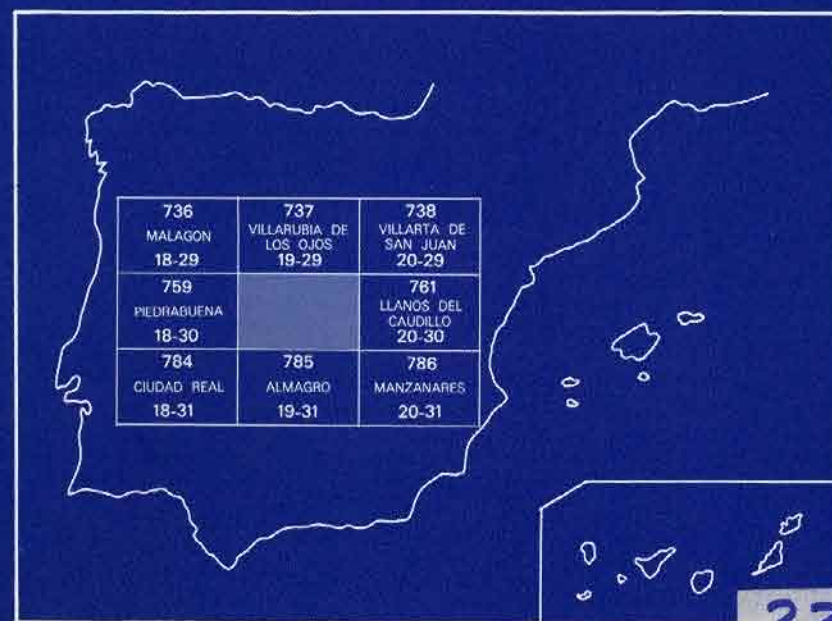 736
MALAGON
18-29
737
VILLARUBIA DE
LOS OJOS
19-29
738
VILLARTA DE
SAN JUAN
20-29
759
PIEDRABUENA
18-30
761
LLANOS DEL
CAUDILLO
20-30
784
CIUDAD REAL
18-31
785
ALMAGRO
19-31
786
MANZANARES
20-31